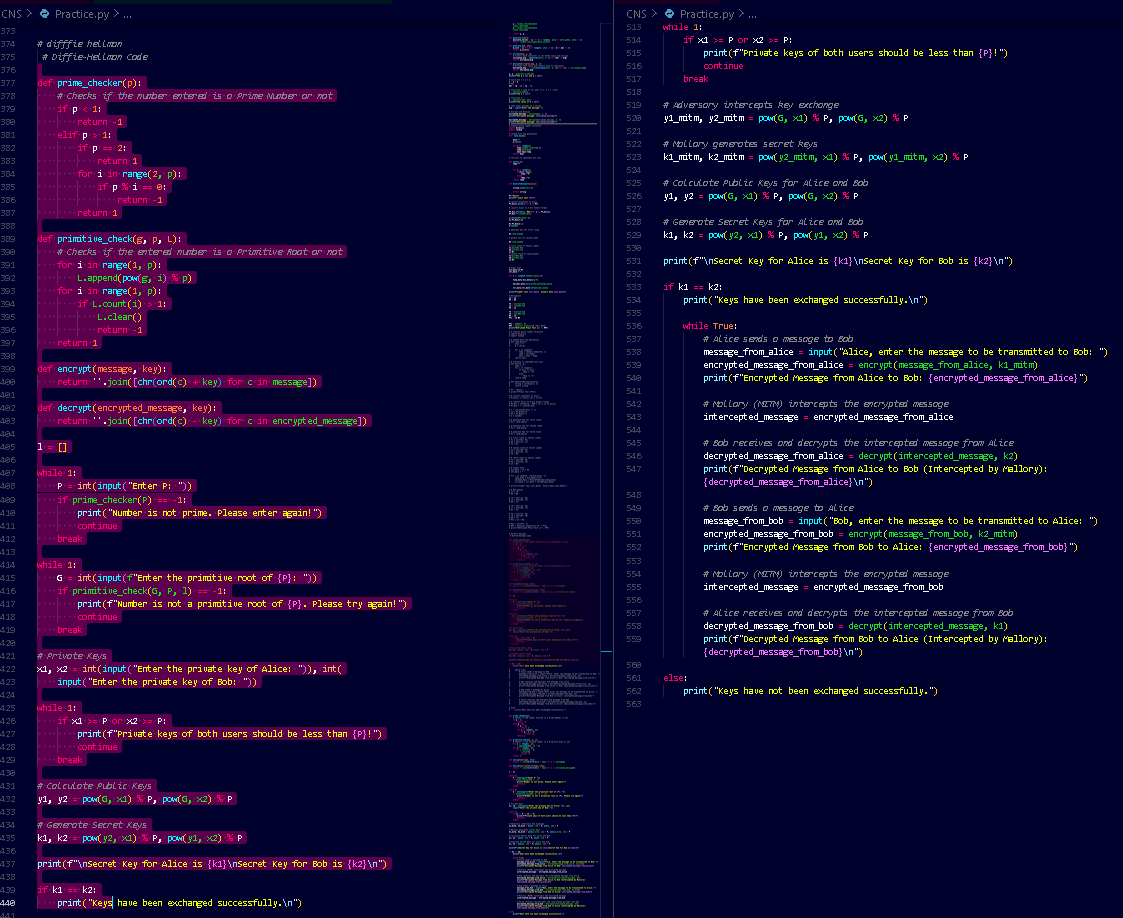 CNS > Practice.py > ...
373
374 # difffie hellmon
375 # Diffie-Hellman Code
376
377 def prime_checker(p):
378 # Checks if the number entered is a Prime Number or not
379 if p < 1:
380 return -1
381 elif p > 1:
382 if p == 2:
383 return 1
384 for i in range(2, p):
385 if p % i == 0:
386 return -1
387 return 1
388
389 def primitive_check(g, p, L):
390 # Checks if the entered number is a Primitive Root or not
391 for i in range(1, p):
392 L.append(pow(g, i) % p)
393 for i in range(1, p):
394 if L.count(i) > 1:
395 L.clear()
396 return -1
397 return 1
398
399 def encrypt(message, key):
400 return ''.join([chr(ord(c) + key) for c in message])
401
402 def decrypt(encrypted_message, key):
403 return ''.join([chr(ord(c) - key) for c in encrypted_message])
404
405 l = []
406
407 while 1:
408 P = int(input("Enter P: "))
409 if prime_checker(P) == -1:
410 print("Number is not prime. Please enter again!")
411 continue
412 break
413
414 while 1:
415 G = int(input(f"Enter the primitive root of {P}: "))
416 if primitive_check(G, P, l) == -1:
417 print(f"Number is not a primitive root of {P}. Please try again!")
418 continue
419 break
420
421 # Private Keys
422 x1, x2 = int(input("Enter the private key of Alice: ")), int(
423 input("Enter the private key of Bob: "))
424
425 while 1:
426 if x1 >= P or x2 >= P:
427 print(f"Private keys of both users should be less than {P}!")
428 continue
429 break
430
431 # Calculate Public Keys
432 y1, y2 = pow(G, x1) % P, pow(G, x2) % P
433
434 # Generate Secret Keys
435 k1, k2 = pow(y2, x1) % P, pow(y1, x2) % P
436
437 print(f"\nSecret Key for Alice is {k1}\nSecret Key for Bob is {k2}\n")
438
439 if k1 == k2:
440 print("Keys have been exchanged successfully.\n")
441
CNS > Practice.py > ...
513 while 1:
514 if x1 >= P or x2 >= P:
515 print(f"Private keys of both users should be less than {P}!")
516 continue
517 break
518
519 # Adversary intercepts key exchange
520 y1_mitm, y2_mitm = pow(G, x1) % P, pow(G, x2) % P
521
522 # Mallory generates secret keys
523 k1_mitm, k2_mitm = pow(y2_mitm, x1) % P, pow(y1_mitm, x2) % P
524
525 # Calculate Public Keys for Alice and Bob
526 y1, y2 = pow(G, x1) % P, pow(G, x2) % P
527
528 # Generate Secret Keys for Alice and Bob
529 k1, k2 = pow(y2, x1) % P, pow(y1, x2) % P
530
531 print(f"\nSecret Key for Alice is {k1}\nSecret Key for Bob is {k2}\n")
532
533 if k1 == k2:
534 print("Keys have been exchanged successfully.\n")
535
536 while True:
537 # Alice sends a message to Bob
538 message_from_alice = input("Alice, enter the message to be transmitted to Bob: ")
539 encrypted_message_from_alice = encrypt(message_from_alice, k1_mitm)
540 print(f"Encrypted Message from Alice to Bob: {encrypted_message_from_alice}")
541
542 # Mallory (MITM) intercepts the encrypted message
543 intercepted_message = encrypted_message_from_alice
544
545 # Bob receives and decrypts the intercepted message from Alice
546 decrypted_message_from_alice = decrypt(intercepted_message, k2)
547 print(f"Decrypted Message from Alice to Bob (Intercepted by Mallory):
{decrypted_message_from_alice}\n")
548
549 # Bob sends a message to Alice
550 message_from_bob = input("Bob, enter the message to be transmitted to Alice: ")
551 encrypted_message_from_bob = encrypt(message_from_bob, k2_mitm)
552 print(f"Encrypted Message from Bob to Alice: {encrypted_message_from_bob}")
553
554 # Mallory (MITM) intercepts the encrypted message
555 intercepted_message = encrypted_message_from_bob
556
557 # Alice receives and decrypts the intercepted message from Bob
558 decrypted_message_from_bob = decrypt(intercepted_message, k1)
559 print(f"Decrypted Message from Bob to Alice (Intercepted by Mallory):
{decrypted_message_from_bob}\n")
560
561 else:
562 print("Keys have not been exchanged successfully.")
563